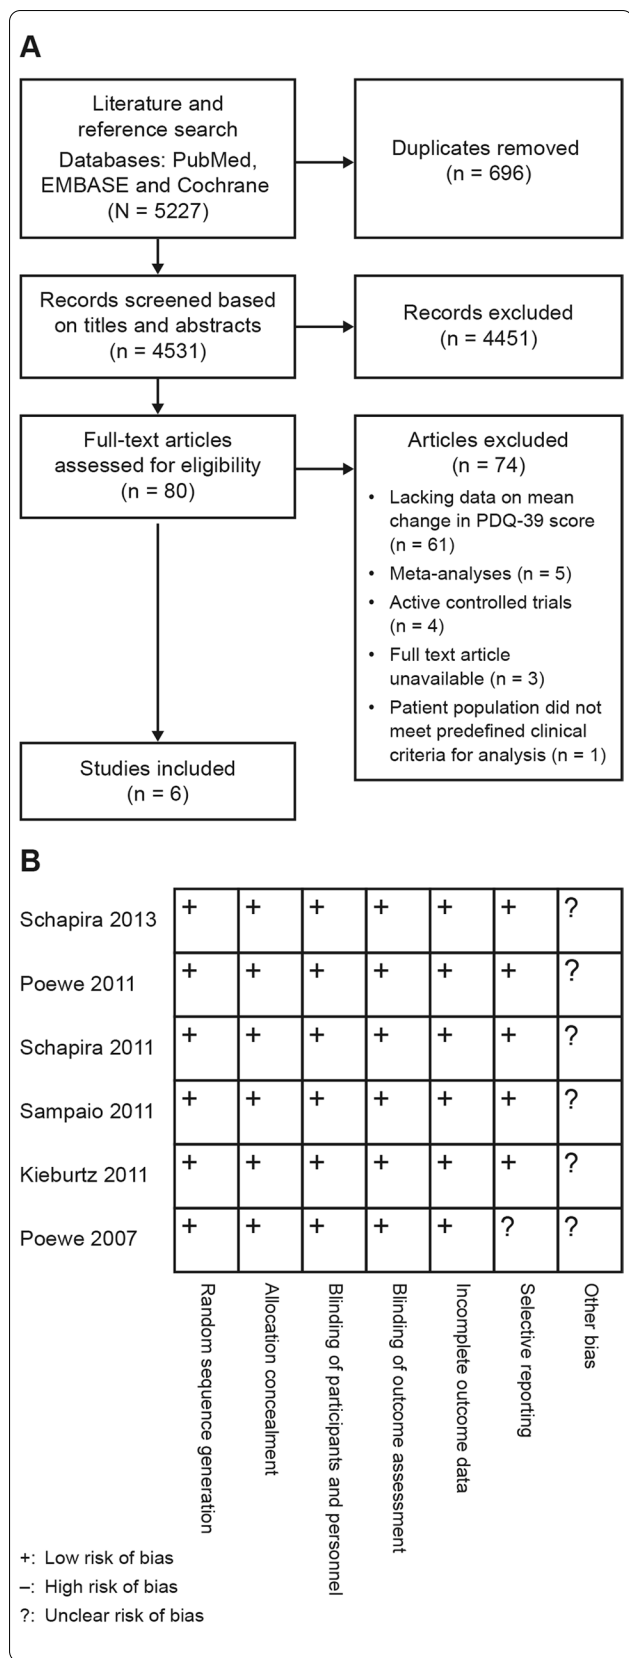 A
Literature and
reference search
Databases: PubMed,
EMBASE and Cochrane
(N = 5227)
Duplicates removed
(n = 696)
Records screened based
on titles and abstracts
(n = 4531)
Records excluded
(n = 4451)
Full-text articles
assessed for eligibility
(n = 80)
Articles excluded
(n = 74)
• Lacking data on mean
change in PDQ-39 score
(n = 61)
• Meta-analyses (n = 5)
• Active controlled trials
(n = 4)
• Full text article
unavailable (n = 3)
• Patient population did not
meet predefined clinical
criteria for analysis (n = 1)
Studies included
(n = 6)
B
Schapira 2013 + + + + + + ?
Poewe 2011 + + + + + + ?
Schapira 2011 + + + + + + ?
Sampaio 2011 + + + + + + ?
Kieburtz 2011 + + + + + + ?
Poewe 2007 + + + + + ? ?
Random sequence generation
Allocation concealment
Blinding of participants and personnel
Blinding of outcome assessment
Incomplete outcome data
Selective reporting
Other bias
+: Low risk of bias
–: High risk of bias
?: Unclear risk of bias